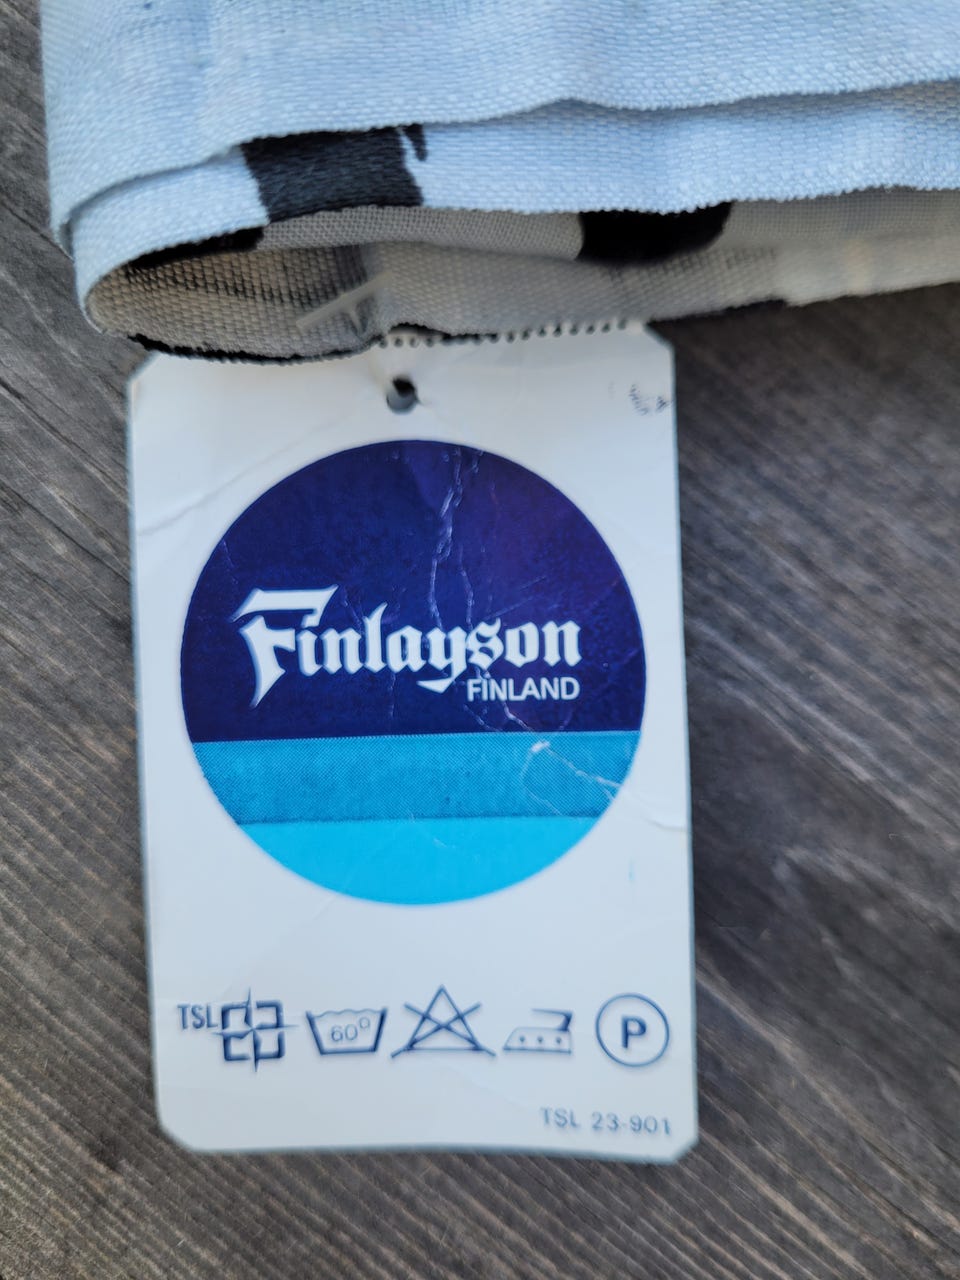 Finlayson
FINLAND
TSL 60° P
TSL 23-901